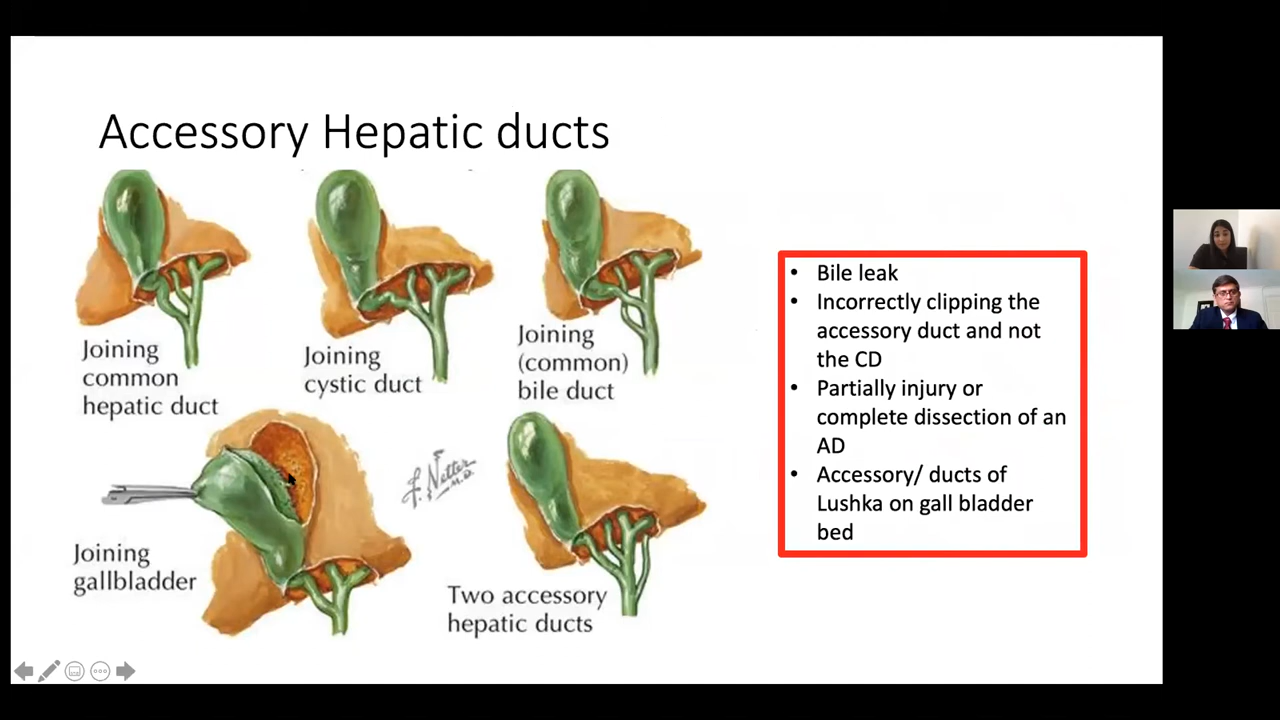 Accessory Hepatic ducts
Joining
common
hepatic duct
Joining
cystic duct
Joining
(common)
bile duct
Joining
gallbladder
f. Netter
M.D.
Two accessory
hepatic ducts
• Bile leak
• Incorrectly clipping the
accessory duct and not
the CD
• Partially injury or
complete dissection of an
AD
• Accessory/ ducts of
Lushka on gall bladder
bed